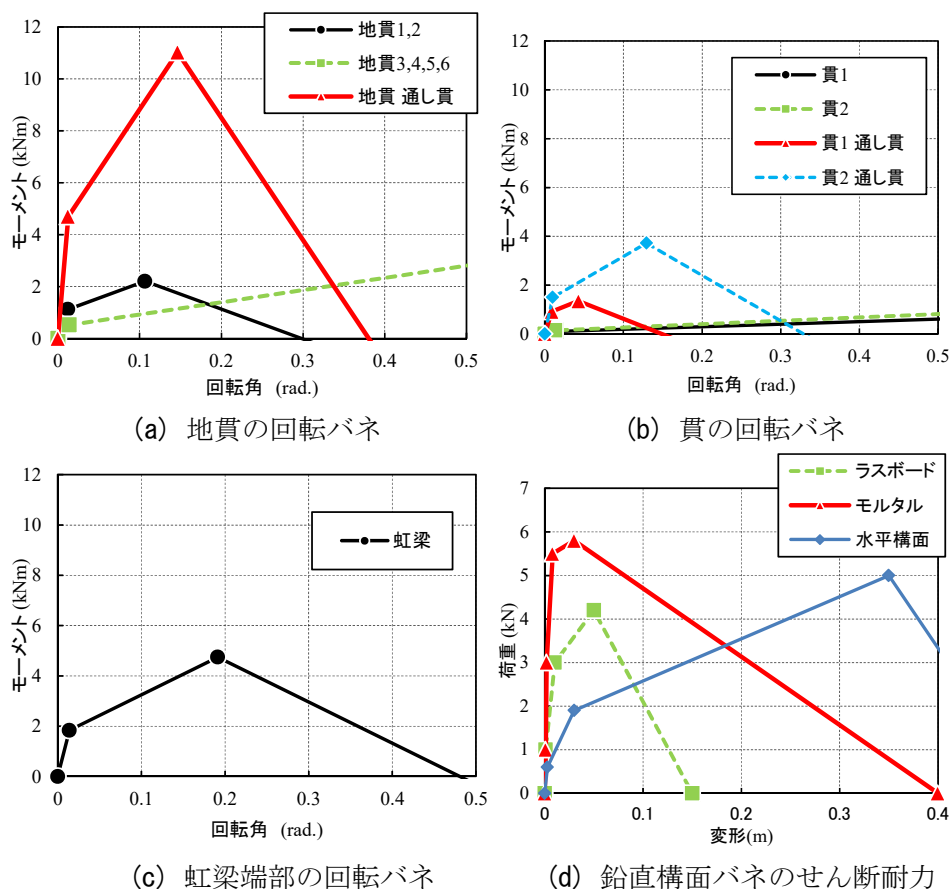 12
10
8
6
4
2
0
モーメント (kNm)
0
0.1
0.2
0.3
0.4
0.5
回転角 (rad.)
地貫1,2
地貫3,4,5,6
地貫 通し貫
(a) 地貫の回転バネ
12
10
8
6
4
2
0
モーメント (kNm)
0
0.1
0.2
0.3
0.4
0.5
回転角 (rad.)
貫1
貫2
貫1 通し貫
貫2 通し貫
(b) 貫の回転バネ
12
10
8
6
4
2
0
モーメント (kNm)
0
0.1
0.2
0.3
0.4
0.5
回転角 (rad.)
虹梁
(c) 虹梁端部の回転バネ
7
6
5
4
3
2
1
0
荷重 (kN)
0
0.1
0.2
0.3
0.4
変形(m)
ラスボード
モルタル
水平構面
(d) 鉛直構面バネのせん断耐力